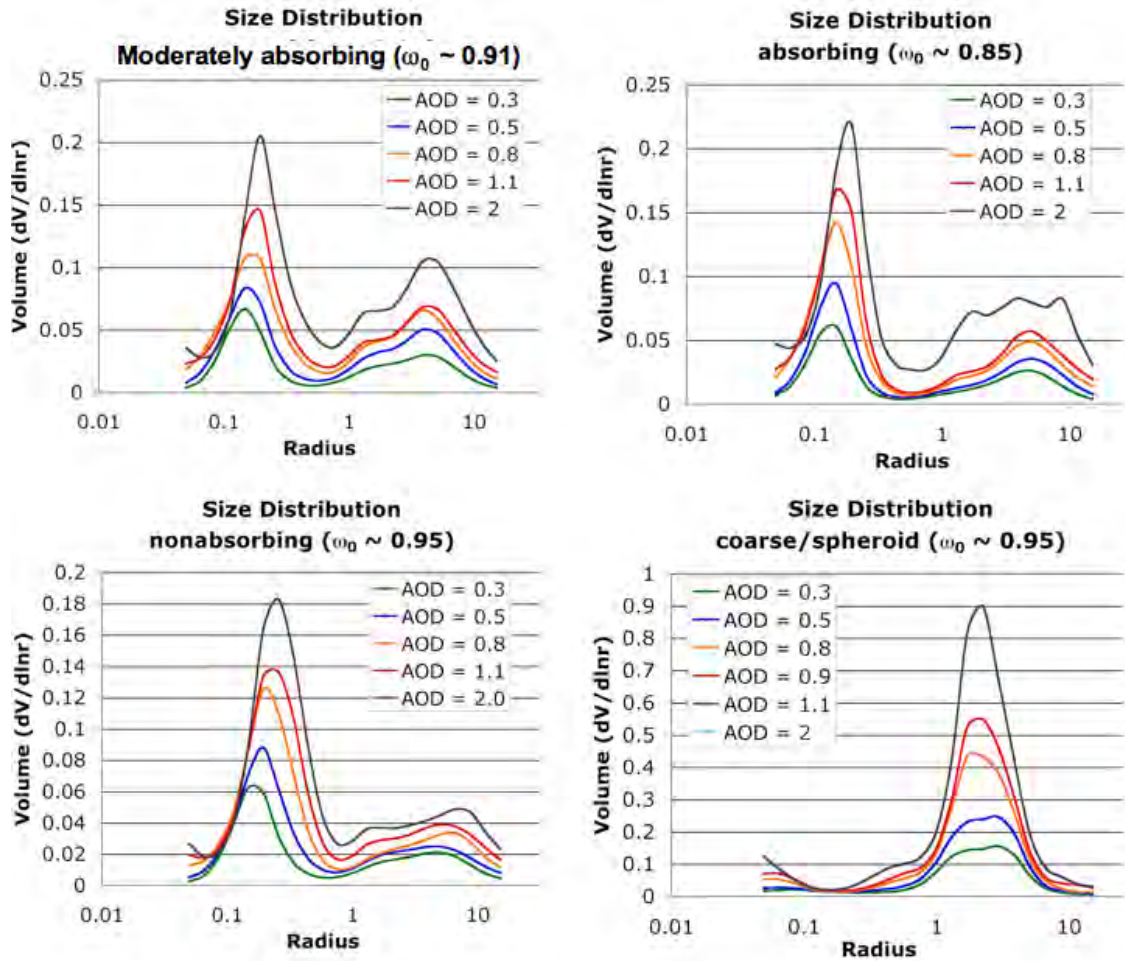 Size Distribution
Moderately absorbing (ω0 ~ 0.91)
0.25
0.2
0.15
0.1
0.05
0
Volume (dV/dlnr)
AOD = 0.3
AOD = 0.5
AOD = 0.8
AOD = 1.1
AOD = 2
0.01
0.1
1
10
Radius
Size Distribution
absorbing (ω0 ~ 0.85)
0.25
0.2
0.15
0.1
0.05
0
Volume (dV/dlnr)
AOD = 0.3
AOD = 0.5
AOD = 0.8
AOD = 1.1
AOD = 2
0.01
0.1
1
10
Radius
Size Distribution
nonabsorbing (ω0 ~ 0.95)
0.2
0.18
0.16
0.14
0.12
0.1
0.08
0.06
0.04
0.02
0
Volume (dV/dlnr)
AOD = 0.3
AOD = 0.5
AOD = 0.8
AOD = 1.1
AOD = 2.0
0.01
0.1
1
10
Radius
Size Distribution
coarse/spheroid (ω0 ~ 0.95)
1
0.9
0.8
0.7
0.6
0.5
0.4
0.3
0.2
0.1
0
Volume (dV/dlnr)
AOD = 0.3
AOD = 0.5
AOD = 0.8
AOD = 0.9
AOD = 1.1
AOD = 2
0.01
0.1
1
10
Radius